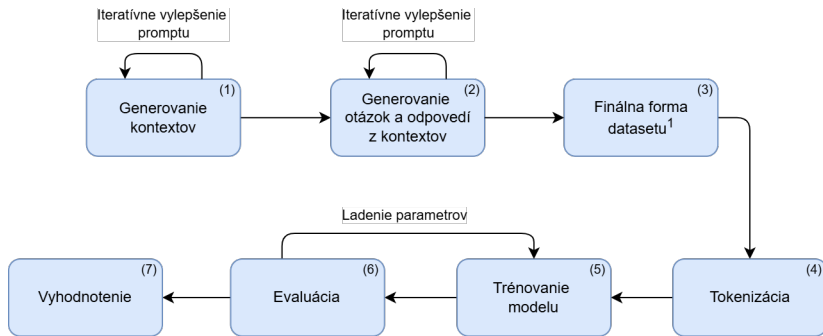 Iteratívne vylepšenie
promptu
Iteratívne vylepšenie
promptu
(1)
Generovanie
kontextov
(2)
Generovanie
otázok a odpovedí
z kontextov
(3)
Finálna forma
datasetu¹
Ladenie parametrov
(7)
Vyhodnotenie
(6)
Evaluácia
(5)
Trénovanie
modelu
(4)
Tokenizácia